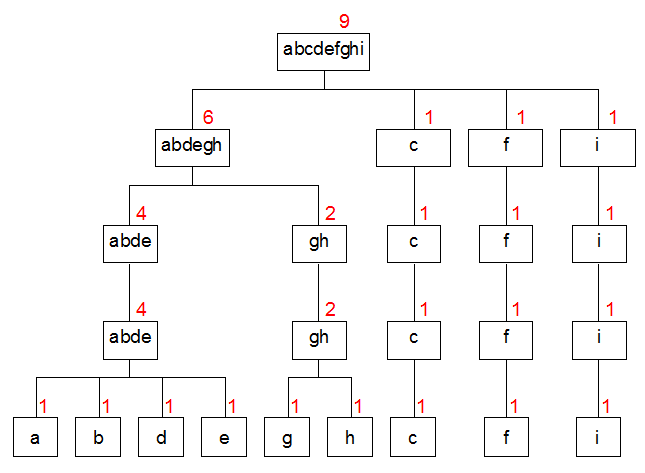 9
abcdefghi
6 1 1 1
abdegh c f i
4 2 1 1 1
abde gh c f i
4 2 1 1 1
abde gh c f i
1 1 1 1 1 1 1 1 1
a b d e g h c f i